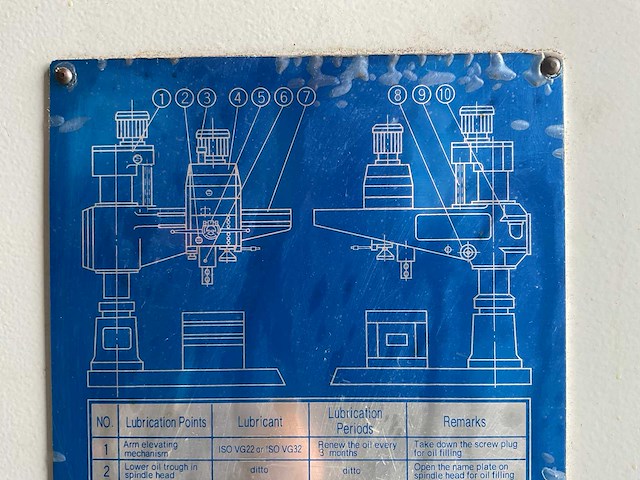 ① ② ③ ④ ⑤ ⑥ ⑦ ⑧ ⑨ ⑩
NO. Lubrication Points Lubricant Lubrication Periods Remarks
1 Arm elevating mechanism ISO VG22 or ISO VG32 Renew the oil every 3 months Take down the screw plug for oil filling
2 Lower oil trough in spindle head ditto ditto Open the name plate on spindle head for oil filling